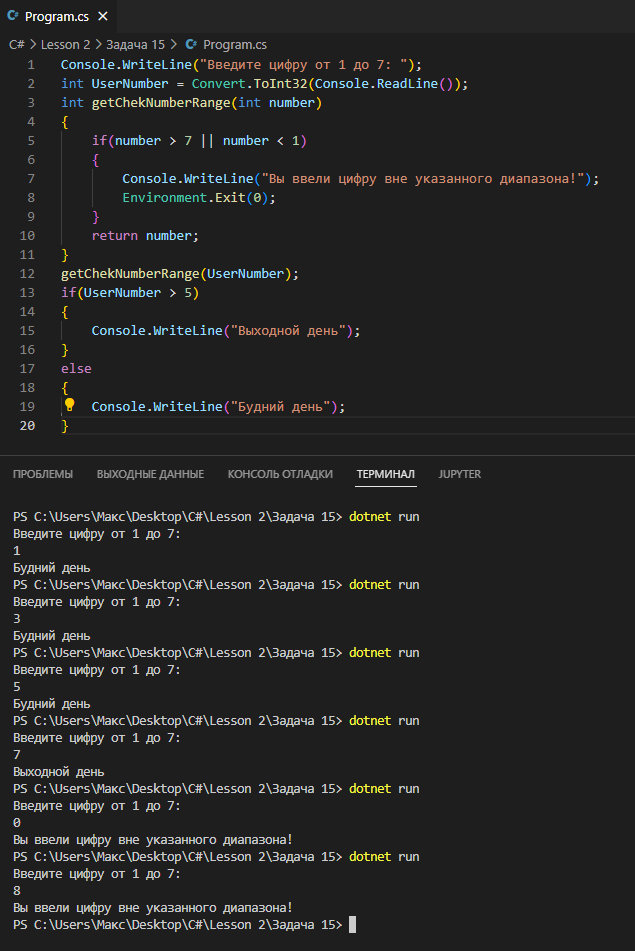 C# Program.cs ×
C# > Lesson 2 > Задача 15 > C# Program.cs
1 Console.WriteLine("Введите цифру от 1 до 7: ");
2 int UserNumber = Convert.ToInt32(Console.ReadLine());
3 int getChekNumberRange(int number)
4 {
5     if(number > 7 || number < 1)
6     {
7         Console.WriteLine("Вы ввели цифру вне указанного диапазона!");
8         Environment.Exit(0);
9     }
10     return number;
11 }
12 getChekNumberRange(UserNumber);
13 if(UserNumber > 5)
14 {
15     Console.WriteLine("Выходной день");
16 }
17 else
18 {
19     Console.WriteLine("Будний день");
20 }
ПРОБЛЕМЫ ВЫХОДНЫЕ ДАННЫЕ КОНСОЛЬ ОТЛАДКИ ТЕРМИНАЛ JUPYTER
PS C:\Users\Макс\Desktop\C#\Lesson 2\Задача 15> dotnet run
Введите цифру от 1 до 7:
1
Будний день
PS C:\Users\Макс\Desktop\C#\Lesson 2\Задача 15> dotnet run
Введите цифру от 1 до 7:
3
Будний день
PS C:\Users\Макс\Desktop\C#\Lesson 2\Задача 15> dotnet run
Введите цифру от 1 до 7:
5
Будний день
PS C:\Users\Макс\Desktop\C#\Lesson 2\Задача 15> dotnet run
Введите цифру от 1 до 7:
7
Выходной день
PS C:\Users\Макс\Desktop\C#\Lesson 2\Задача 15> dotnet run
Введите цифру от 1 до 7:
0
Вы ввели цифру вне указанного диапазона!
PS C:\Users\Макс\Desktop\C#\Lesson 2\Задача 15> dotnet run
Введите цифру от 1 до 7:
8
Вы ввели цифру вне указанного диапазона!
PS C:\Users\Макс\Desktop\C#\Lesson 2\Задача 15>